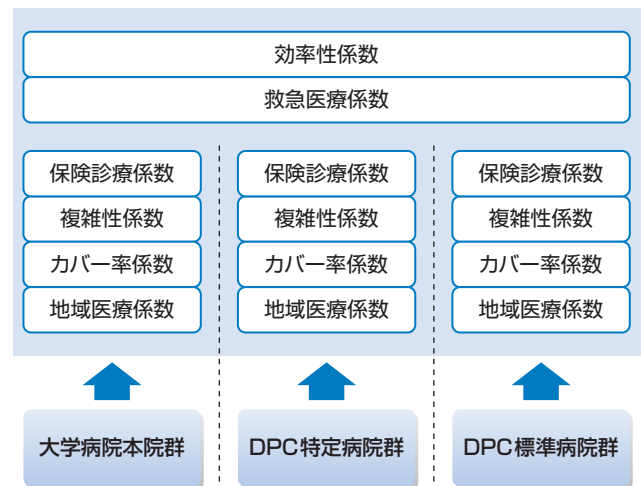 効率性係数
救急医療係数
保険診療係数
複雑性係数
カバー率係数
地域医療係数
保険診療係数
複雑性係数
カバー率係数
地域医療係数
保険診療係数
複雑性係数
カバー率係数
地域医療係数
大学病院本院群
DPC特定病院群
DPC標準病院群